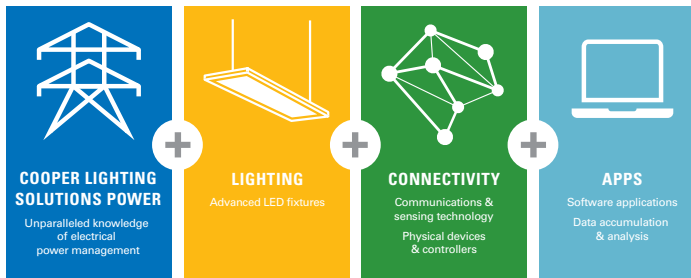 COOPER LIGHTING
SOLUTIONS POWER
Unparalleled knowledge
of electrical
power management
LIGHTING
Advanced LED fixtures
CONNECTIVITY
Communications &
sensing technology
Physical devices
& controllers
APPS
Software applications
Data accumulation
& analysis